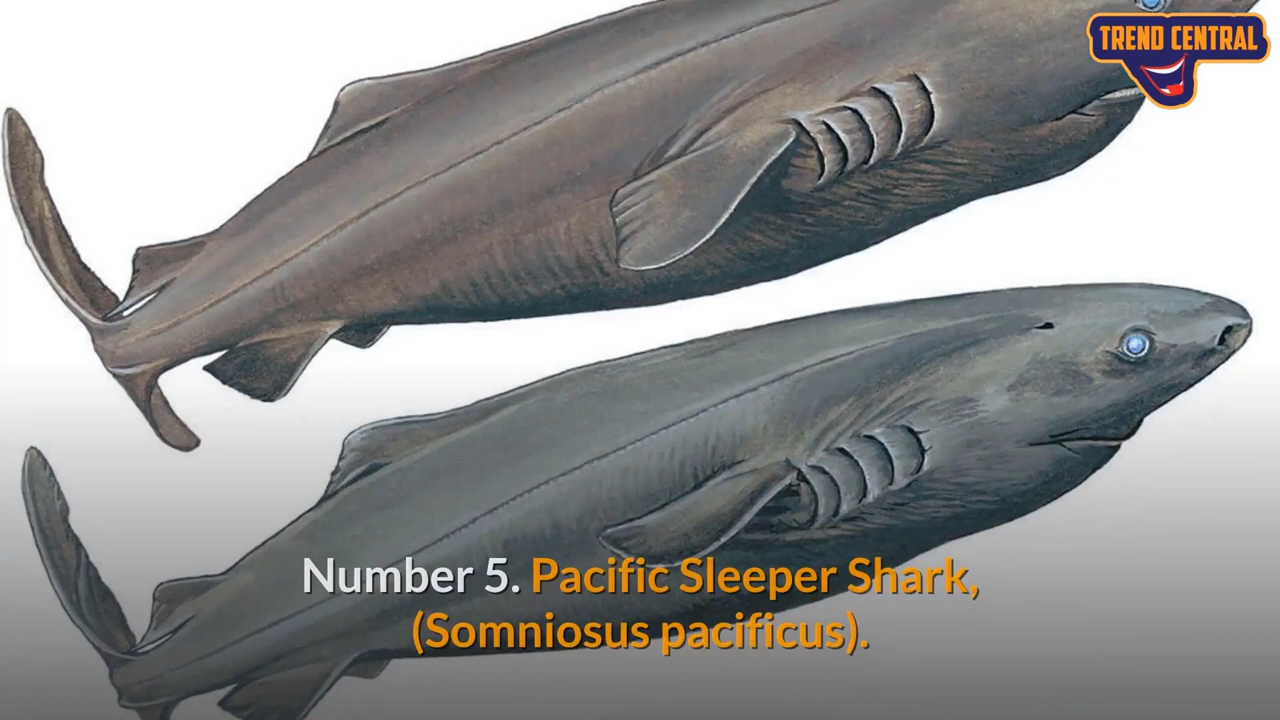 TREND CENTRAL
Number 5. Pacific Sleeper Shark,
(Somniosus pacificus).